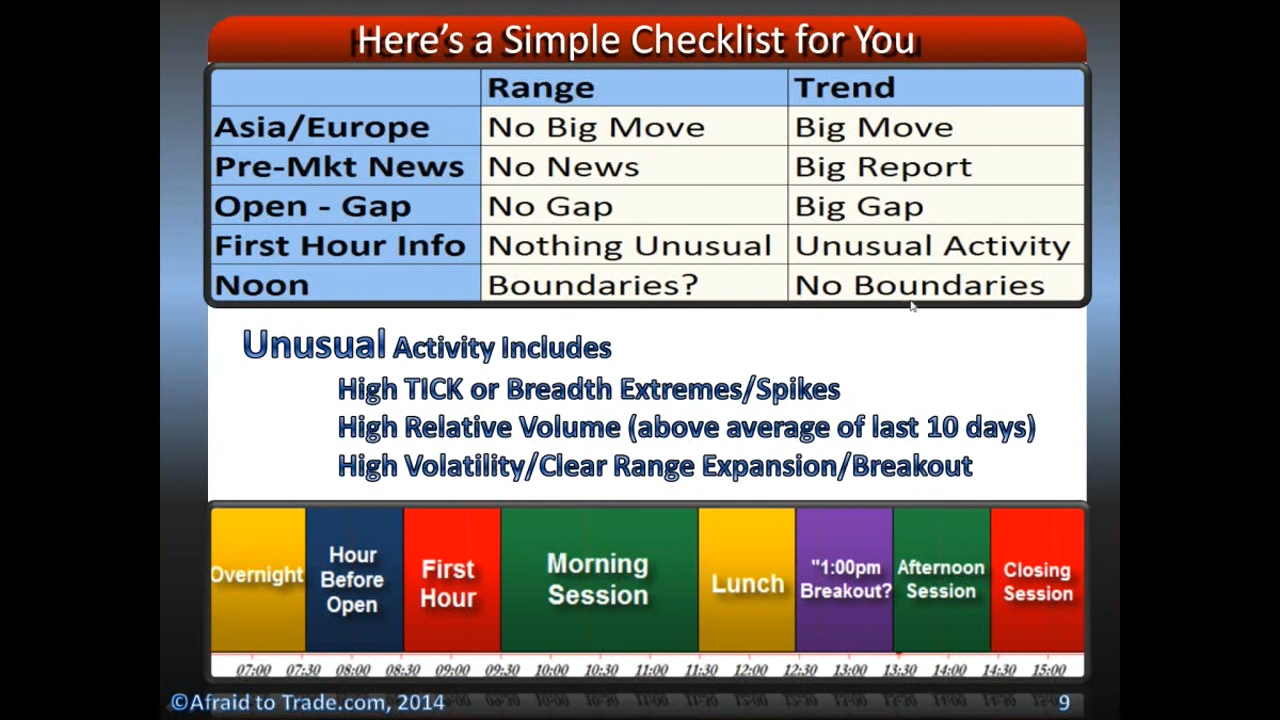 Here's a Simple Checklist for You
Range Trend
Asia/Europe No Big Move Big Move
Pre-Mkt News No News Big Report
Open - Gap No Gap Big Gap
First Hour Info Nothing Unusual Unusual Activity
Noon Boundaries? No Boundaries
Unusual Activity Includes
High TICK or Breadth Extremes/Spikes
High Relative Volume (above average of last 10 days)
High Volatility/Clear Range Expansion/Breakout
Overnight
Hour
Before
Open
First
Hour
Morning
Session
Lunch
"1:00pm
Breakout?
Afternoon
Session
Closing
Session
07:00 07:30 08:00 08:30 09:00 09:30 10:00 10:30 11:00 11:30 12:00 12:30 13:00 13:30 14:00 14:30 15:00
©Afraid to Trade.com, 2014 9